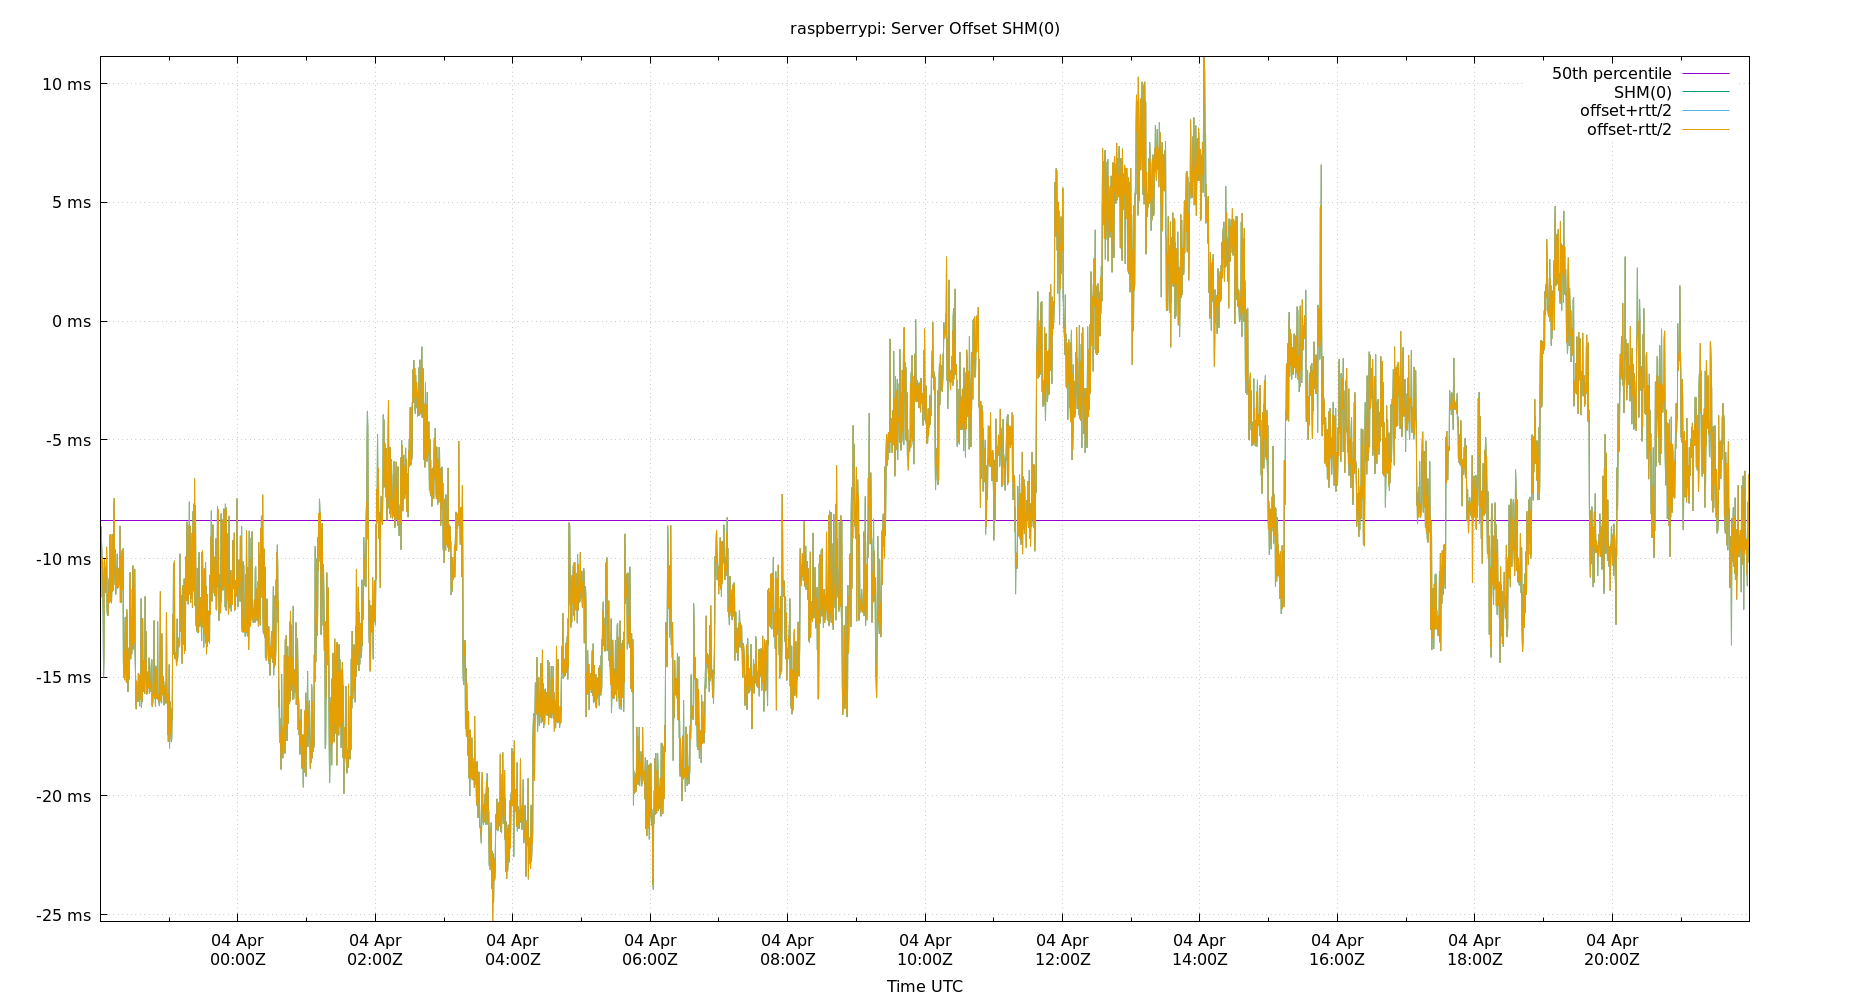 raspberrypi: Server Offset SHM(0)
50th percentile
SHM(0)
offset+rtt/2
offset-rtt/2
10 ms
5 ms
0 ms
-5 ms
-10 ms
-15 ms
-20 ms
-25 ms
04 Apr 04 Apr 04 Apr 04 Apr 04 Apr 04 Apr 04 Apr 04 Apr 04 Apr 04 Apr 04 Apr
00:00Z 02:00Z 04:00Z 06:00Z 08:00Z 10:00Z 12:00Z 14:00Z 16:00Z 18:00Z 20:00Z
Time UTC